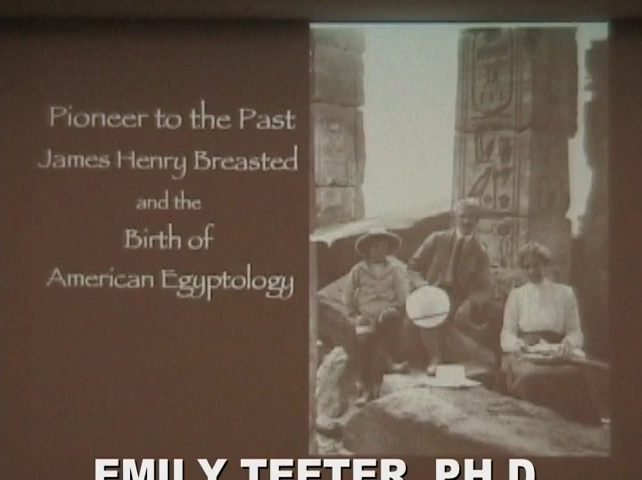 Pioneer to the Past
James Henry Breasted
and the
Birth of
American Egyptology
EMILY TEETER, PH.D.